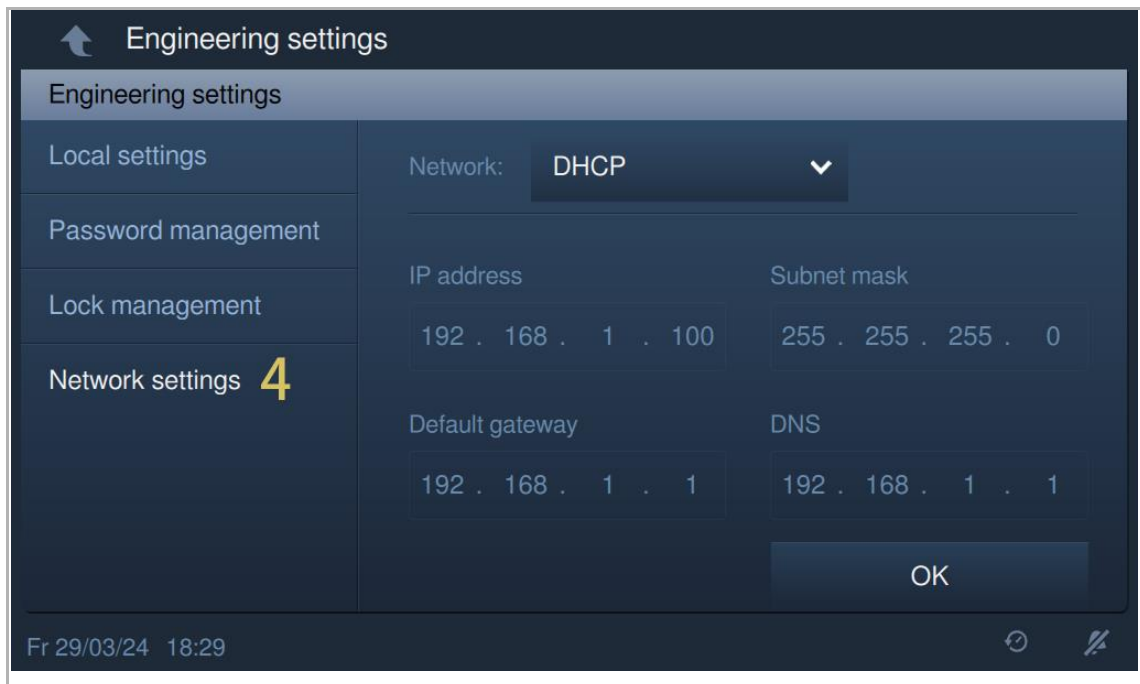 Engineering settings
Engineering settings
Local settings
Password management
Lock management
Network settings 4
Network: DHCP
IP address
192 . 168 . 1 . 100
Subnet mask
255 . 255 . 255 . 0
Default gateway
192 . 168 . 1 . 1
DNS
192 . 168 . 1 . 1
OK
Fr 29/03/24 18:29